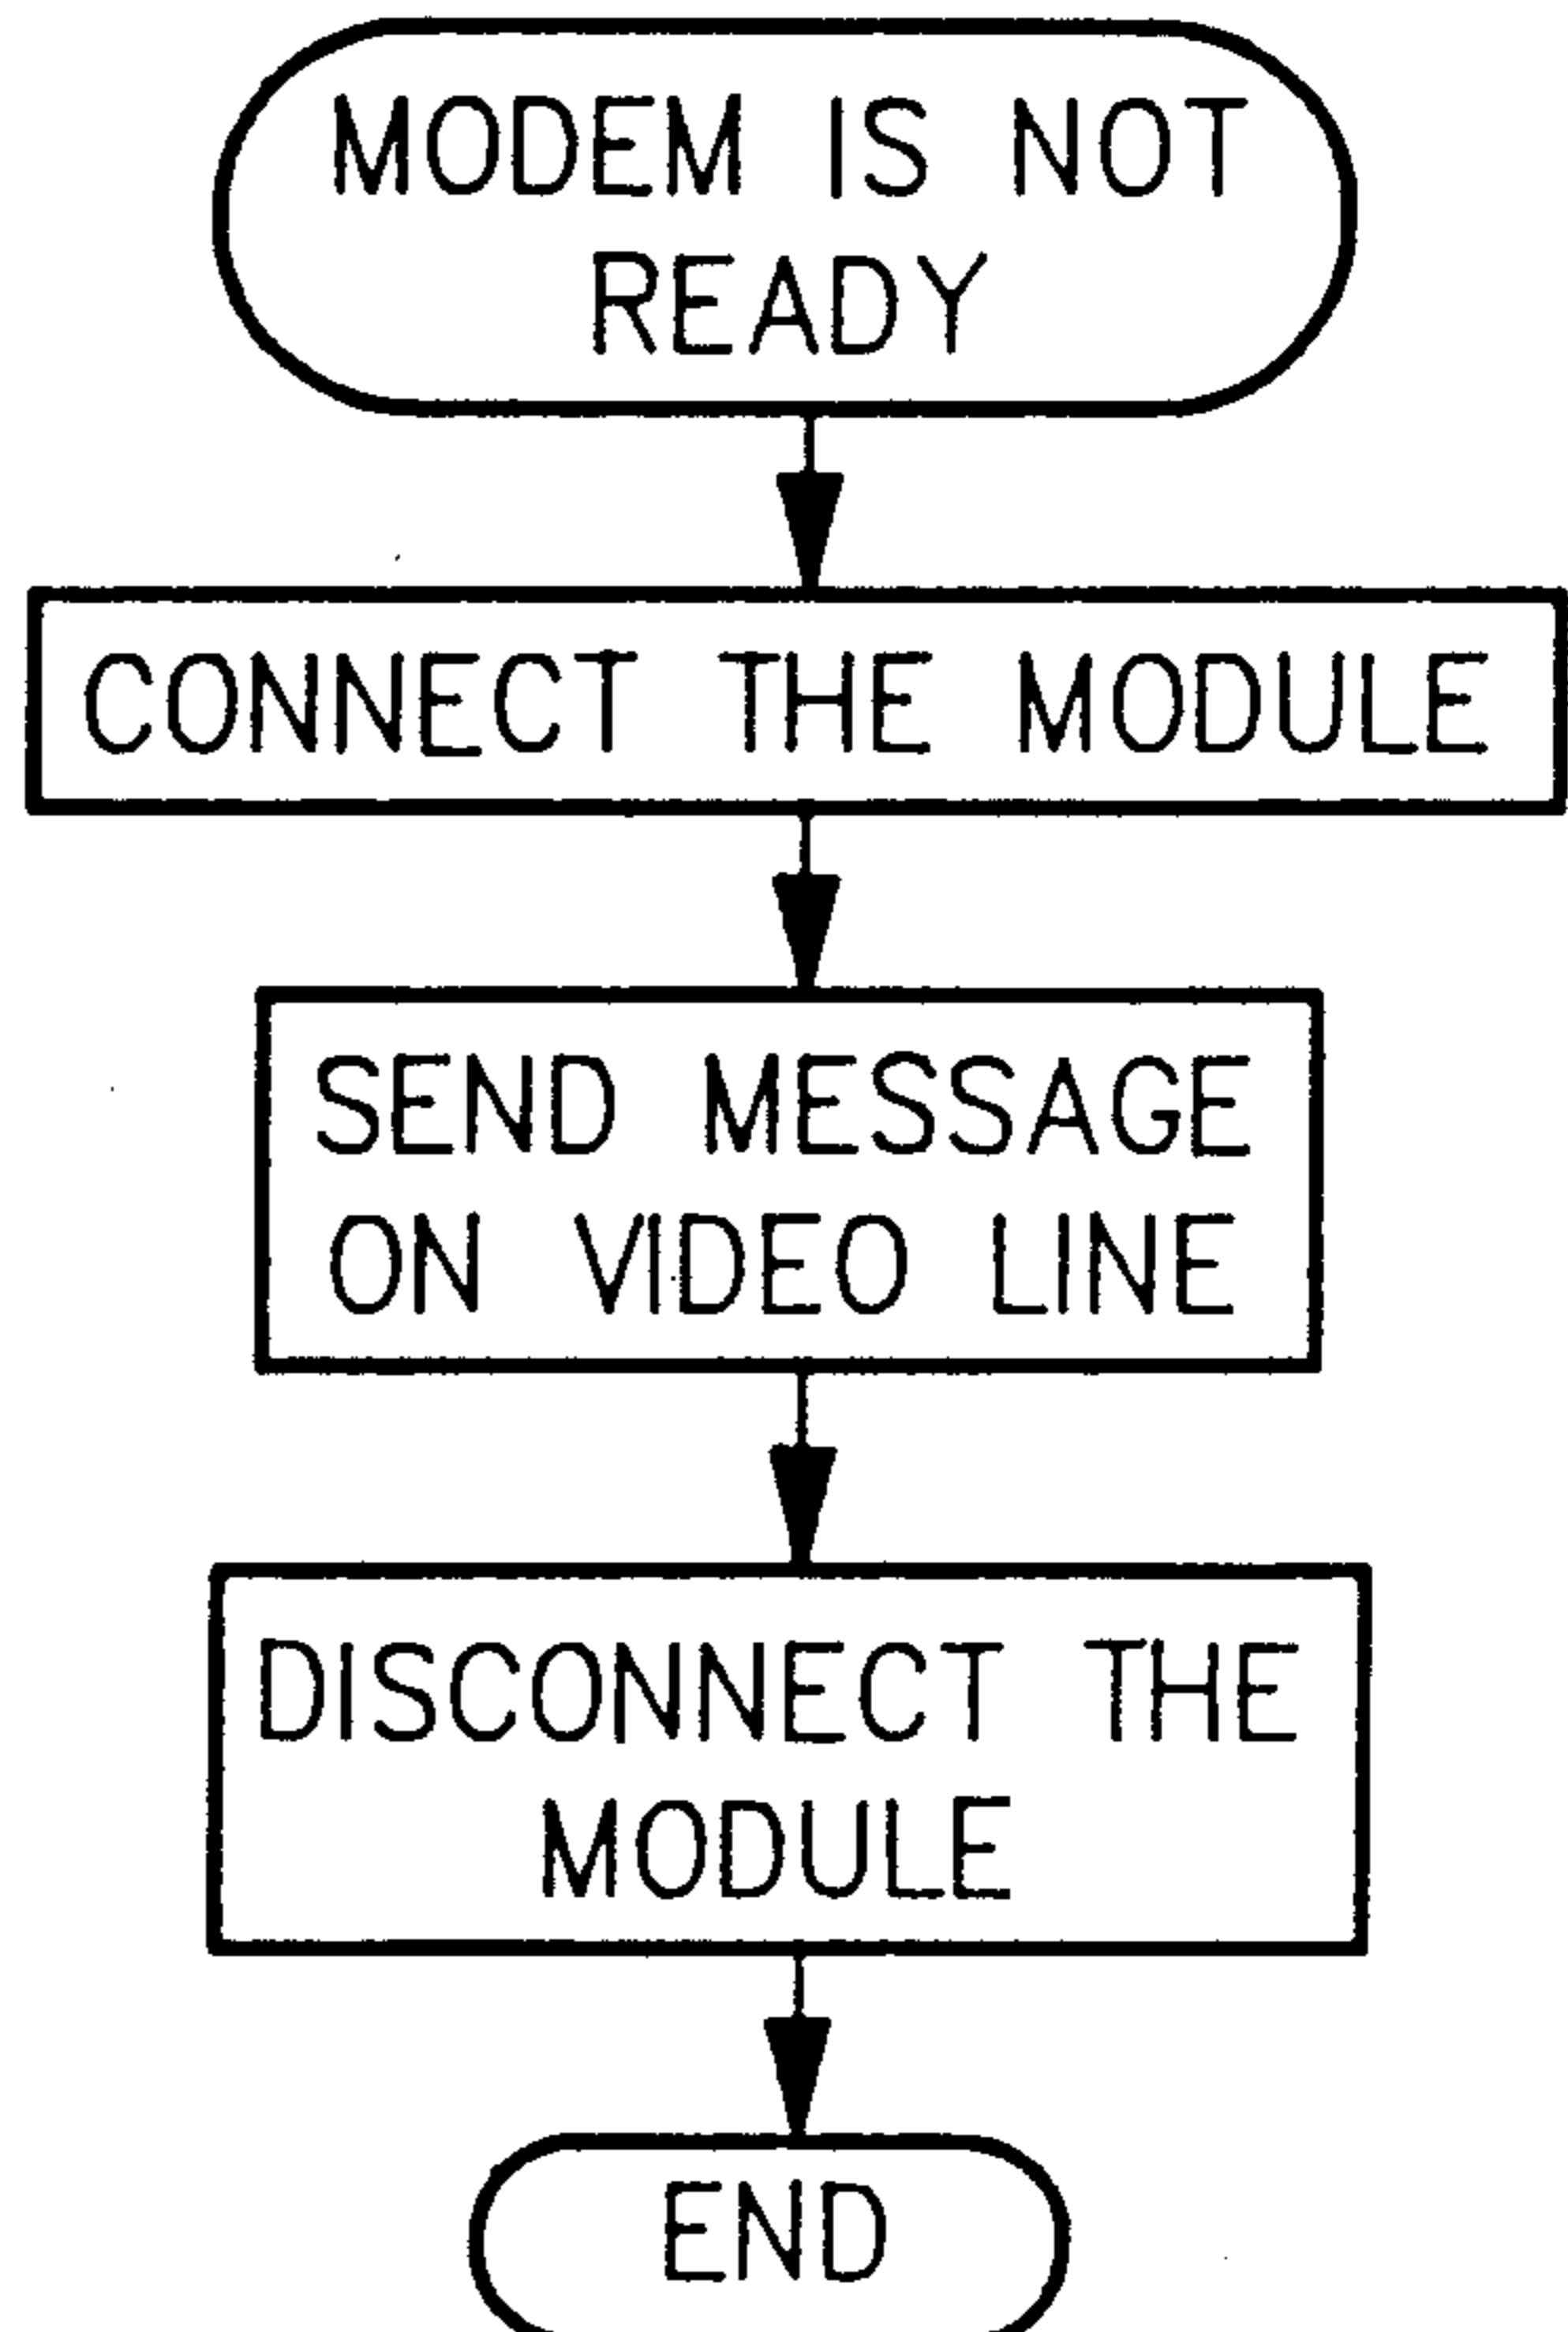 MODEM IS NOT
READY
CONNECT THE MODULE
SEND MESSAGE
ON VIDEO LINE
DISCONNECT THE
MODULE
END